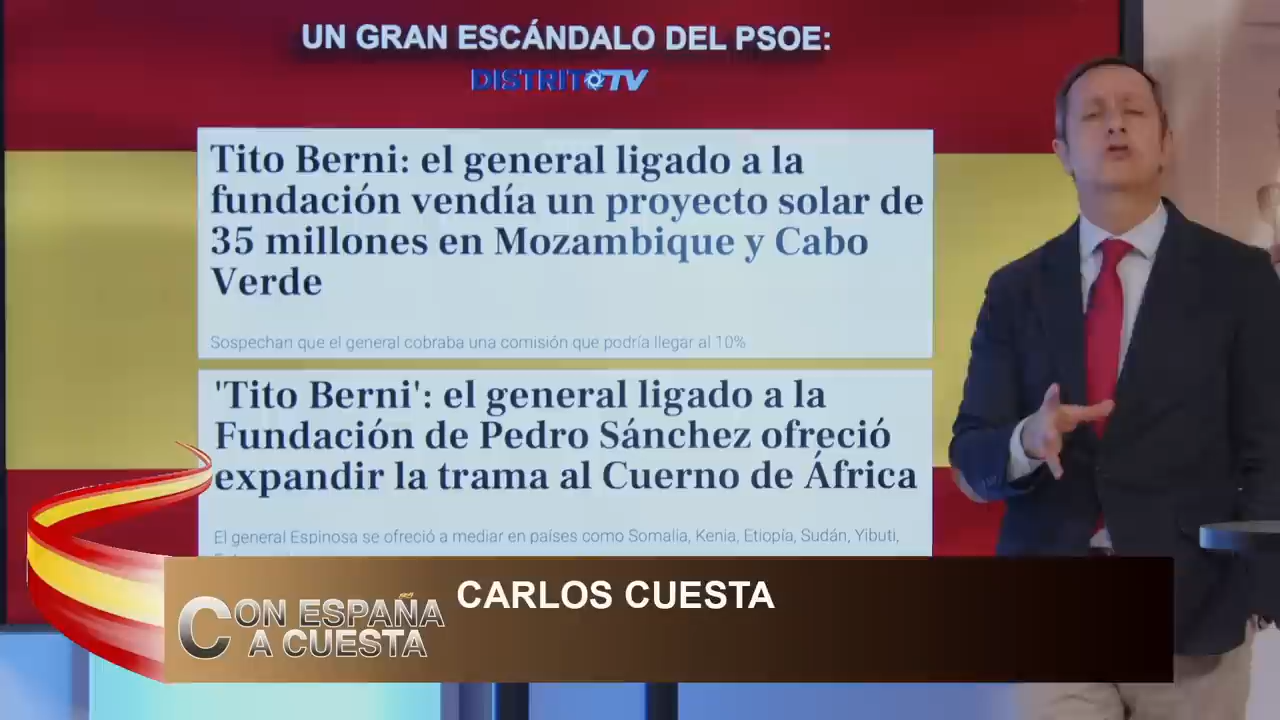 UN GRAN ESCÁNDALO DEL PSOE:
DISTRITOTV
Tito Berni: el general ligado a la
fundación vendía un proyecto solar de
35 millones en Mozambique y Cabo
Verde
Sospechan que el general cobraba una comisión que podría llegar al 10%
'Tito Berni': el general ligado a la
Fundación de Pedro Sánchez ofreció
expandir la trama al Cuerno de África
El general Espinosa se ofreció a mediar en países como Somalía, Kenia, Etiopía, Sudán, Yibuti,
CARLOS CUESTA
CON ESPAÑA
A CUESTA